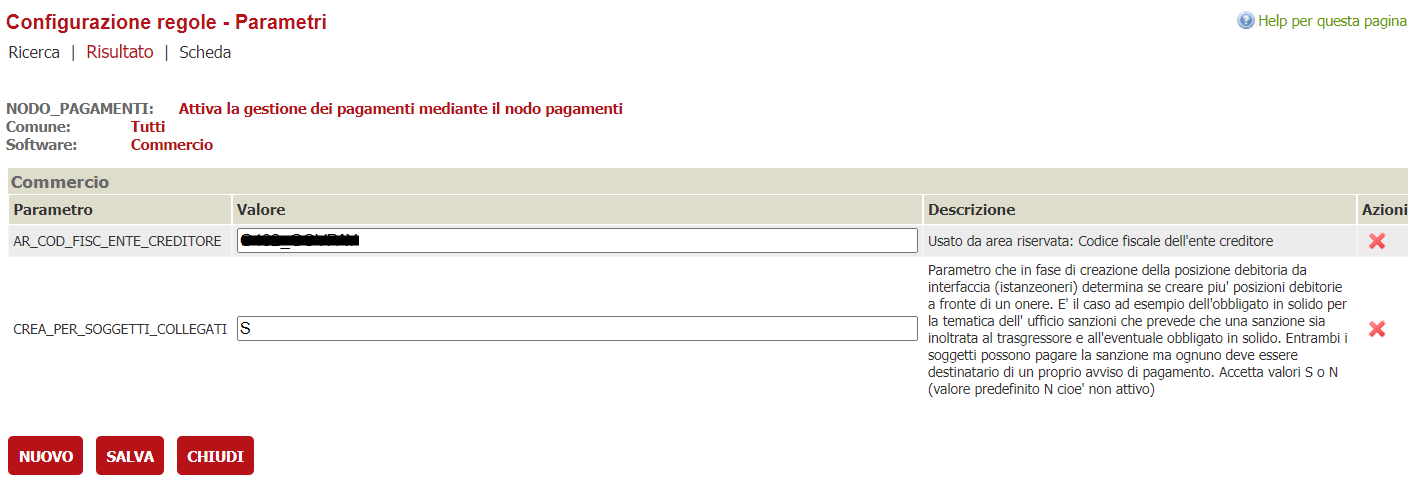 Configurazione regole - Parametri
Help per questa pagina
Ricerca | Risultato | Scheda
NODO_PAGAMENTI: Attiva la gestione dei pagamenti mediante il nodo pagamenti
Comune: Tutti
Software: Commercio
Commercio
Parametro Valore Descrizione Azioni
AR_COD_FISC_ENTE_CREDITORE Usato da area riservata: Codice fiscale dell'ente creditore
Parametro che in fase di creazione della posizione debitoria da
interfaccia (istanzeoneri) determina se creare piu' posizioni debitorie
a fronte di un onere. E' il caso ad esempio dell'obbligato in solido per
la tematica dell' ufficio sanzioni che prevede che una sanzione sia
CREA_PER_SOGGETTI_COLLEGATI S inoltrata al trasgressore e all'eventuale obbligato in solido. Entrambi i
soggetti possono pagare la sanzione ma ognuno deve essere
destinatario di un proprio avviso di pagamento. Accetta valori S o N
(valore predefinito N cioe' non attivo)
NUOVO SALVA CHIUDI